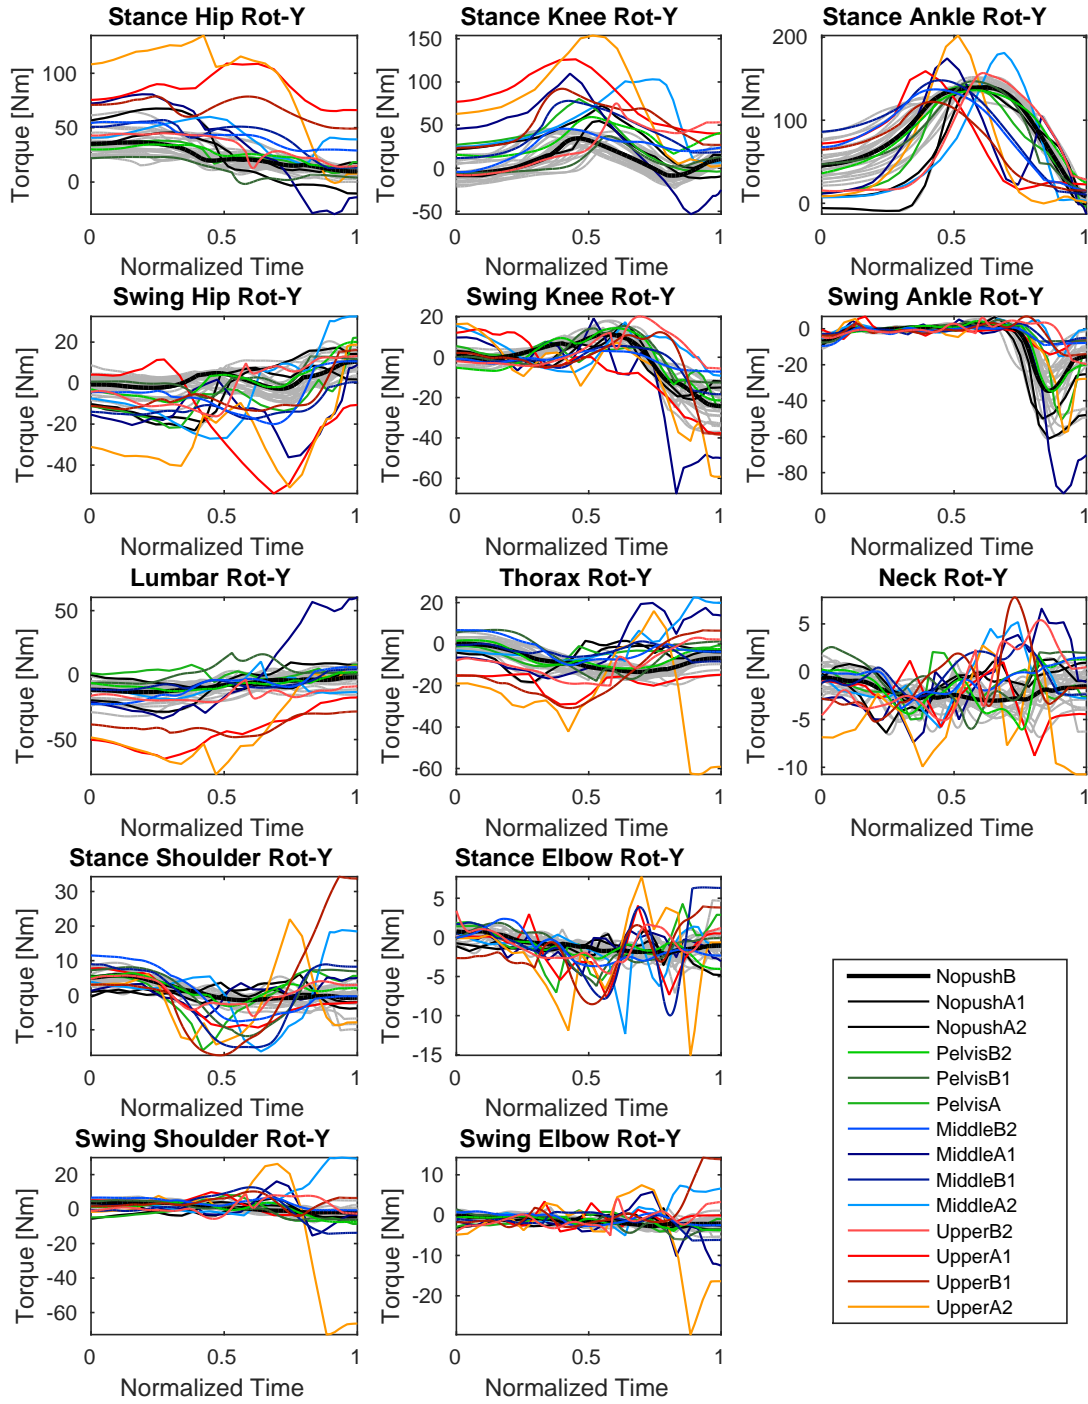 Stance Hip Rot-Y Stance Knee Rot-Y Stance Ankle Rot-Y
Torque [Nm] 100 50 0
Torque [Nm] 150 100 50 0 -50
Torque [Nm] 200 100 0
0 0.5 1 0 0.5 1 0 0.5 1
Normalized Time Normalized Time Normalized Time
Swing Hip Rot-Y Swing Knee Rot-Y Swing Ankle Rot-Y
Torque [Nm] 20 0 -20 -40
Torque [Nm] 20 0 -20 -40 -60
Torque [Nm] 0 -20 -40 -60 -80
0 0.5 1 0 0.5 1 0 0.5 1
Normalized Time Normalized Time Normalized Time
Lumbar Rot-Y Thorax Rot-Y Neck Rot-Y
Torque [Nm] 50 0 -50
Torque [Nm] 20 0 -20 -40 -60
Torque [Nm] 5 0 -5 -10
0 0.5 1 0 0.5 1 0 0.5 1
Normalized Time Normalized Time Normalized Time
Stance Shoulder Rot-Y Stance Elbow Rot-Y
Torque [Nm] 30 20 10 0 -10
Torque [Nm] 5 0 -5 -10 -15
0 0.5 1 0 0.5 1
Normalized Time Normalized Time
Swing Shoulder Rot-Y Swing Elbow Rot-Y
Torque [Nm] 20 0 -20 -40 -60
Torque [Nm] 10 0 -10 -20
0 0.5 1 0 0.5 1
Normalized Time Normalized Time
NopushB
NopushA1
NopushA2
PelvisB2
PelvisB1
PelvisA
MiddleB2
MiddleA1
MiddleB1
MiddleA2
UpperB2
UpperA1
UpperB1
UpperA2